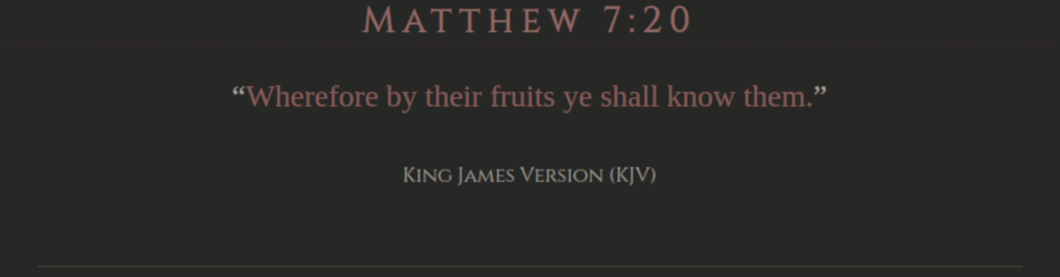 Matthew 7:20
“Wherefore by their fruits ye shall know them.”
King James Version (KJV)